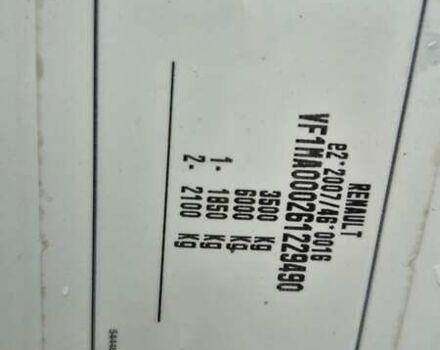 RENAULT
e2*2007/46*0016
VF1MA000261229490
3500 kg
6000 kg
1- 1850 kg
2- 2100 kg